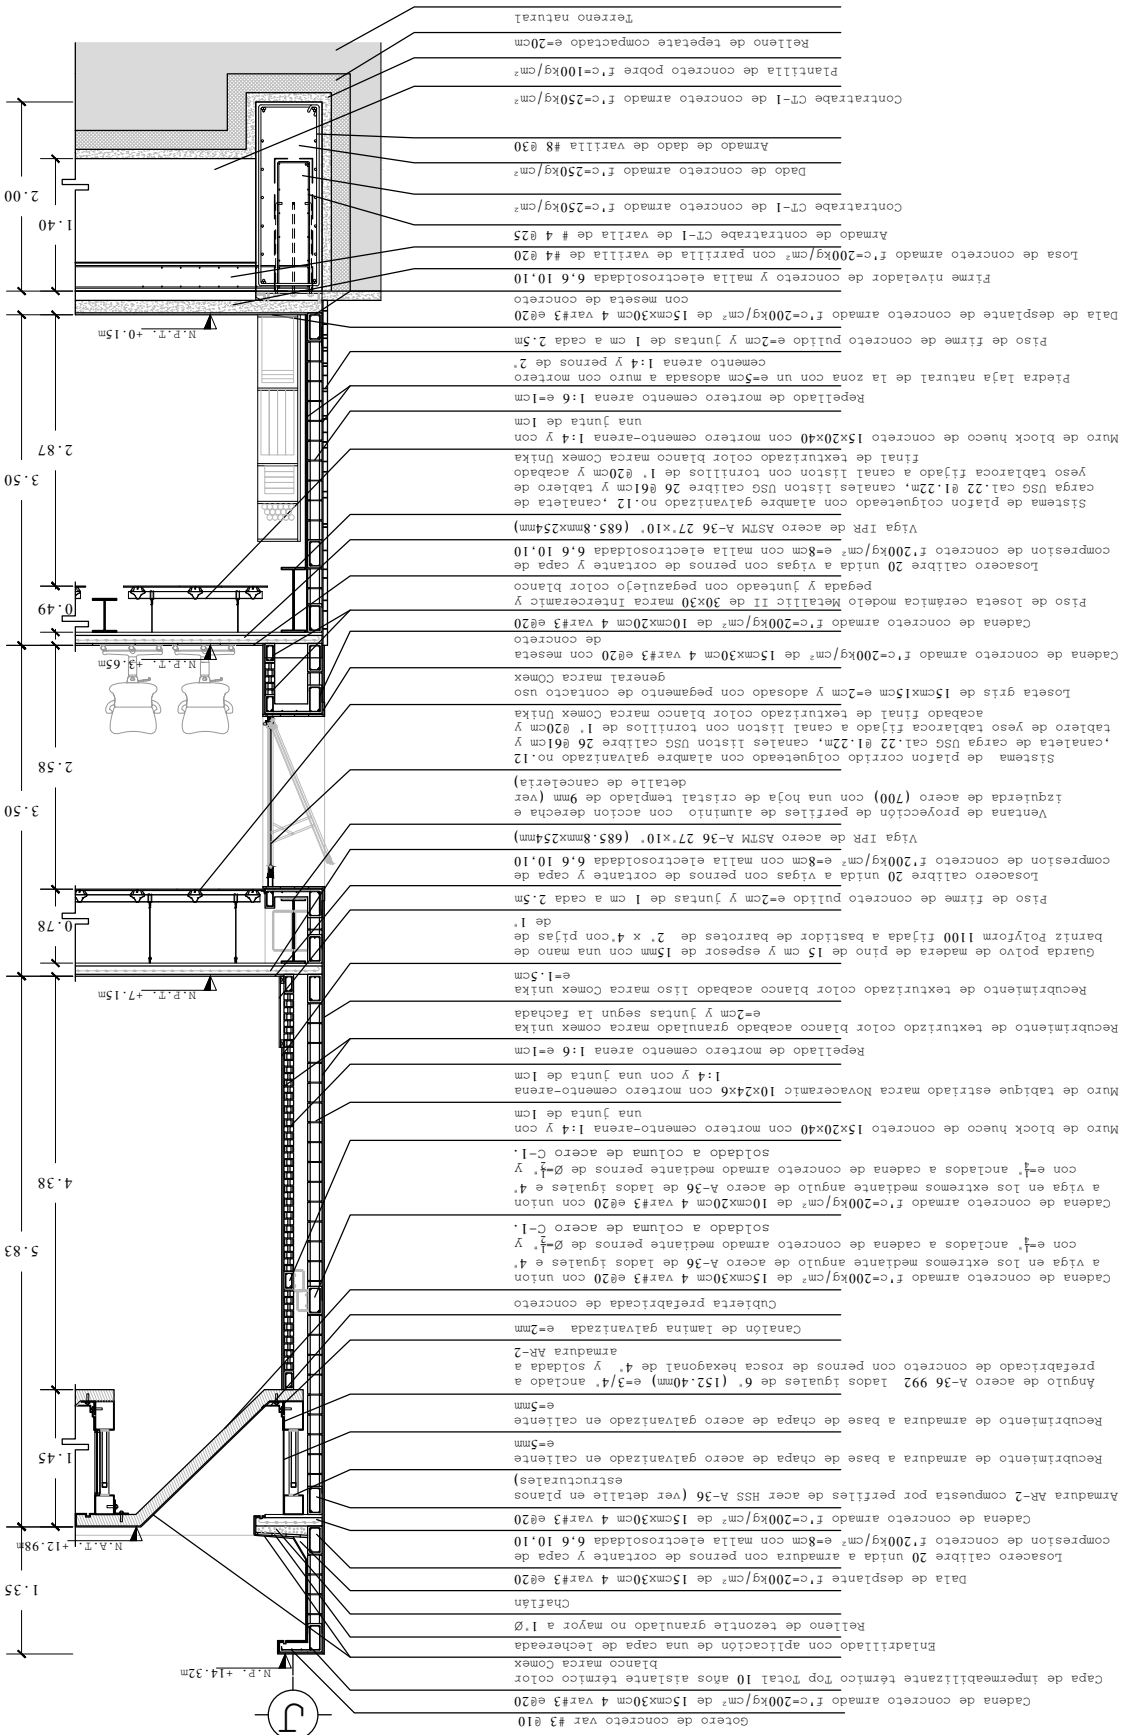 Gotero de concreto var #3 @10
Cadena de concreto armado f'c=200kg/cm² de 15cmx30cm 4 var#3 e@20
Capa de impermeabilizante térmico Top Total 10 anos aislante térmico color
blanco marca Comex
Enladrillado con aplicación de una capa de lechereada
Relleno de tezontle granulado no mayor a 1"Ø
Chaflán
Dala de desplante f'c=200kg/cm² de 15cmx30cm 4 var#3 e@20
Losacero calibre 20 unida a armadura con pernos de cortante y capa de
compresion de concreto f'200kg/cm² e=8cm con malla electrosoldada 6,6 10,10
Cadena de concreto armado f'c=200kg/cm² de 15cmx30cm 4 var#3 e@20
Armadura AR-2 compuesta por perfiles de acer HSS A-36 (ver detalle en planos
estructurales)
Recubrimiento de armadura a base de chapa de acero galvanizado en caliente
e=5mm
Recubrimiento de armadura a base de chapa de acero galvanizado en caliente
e=5mm
Ángulo de acero A-36 992 lados iguales de 6" (152.40mm) e=3/4" anclado a
prefabricado de concreto con pernos de rosca hexagonal de 4" y soldada a
armadura AR-2
Canalón de lamina galvanizada e=2mm
Cubierta prefabricada de concreto
Cadena de concreto armado f'c=200kg/cm² de 15cmx30cm 4 var#3 e@20 con union
a viga en los extremos mediante angulo de acero A-36 de lados iguales e 4"
con e=¼" anclados a cadena de concreto armado mediante pernos de Ø=½" y
soldado a columa de acero C-1.
Cadena de concreto armado f'c=200kg/cm² de 10cmx20cm 4 var#3 e@20 con union
a viga en los extremos mediante angulo de acero A-36 de lados iguales e 4"
con e=¼" anclados a cadena de concreto armado mediante pernos de Ø=½" y
soldado a columa de acero C-1.
Muro de block hueco de concreto 15x20x40 con mortero cemento-arena 1:4 y con
una junta de 1cm
Muro de tabique estriado marca Novaceramic 10x24x6 con mortero cemento-arena
1:4 y con una junta de 1cm
Repellado de mortero cemento arena 1:6 e=1cm
Recubrimiento de texturizdo color blanco acabado granulado marca comex unika
e=2cm y juntas segun la fachada
Recubrimiento de texturizado color blanco acabado liso marca Comex unika
e=1.5cm
Guarda polvo de madera de pino de 15 cm y espesor de 15mm con una mano de
barniz Polyform 1100 fijada a bastidor de barrotes de 2" x 4"con pijas de
de 1"
Piso de firme de concreto pulido e=2cm y juntas de 1 cm a cada 2.5m
Losacero calibre 20 unida a vigas con pernos de cortante y capa de
compresion de concreto f'200kg/cm² e=8cm con malla electrosoldada 6,6 10,10
Viga IPR de acero ASTM A-36 27"x10" (685.8mmx254mm)
Ventana de proyección de perfiles de aluminio con accion derecha e
izquierda de acero (700) con una hoja de cristal templado de 9mm (ver
detalle de cancelería)
Sistema de plafon corrido colgueteado con alambre galvanizado no.12
,canaleta de carga USG cal.22 @1.22m, canales liston USG calibre 26 @61cm y
tablero de yeso tablaroca fijado a canal liston con tornillos de 1" @20cm y
acabado final de texturizado color blanco marca Comex Unika
Loseta gris de 15cmx15cm e=2cm y adosado con pegamento de contacto uso
general marca Comex
Cadena de concreto armado f'c=200kg/cm² de 15cmx30cm 4 var#3 e@20 con meseta
de concreto
Cadena de concreto armado f'c=200kg/cm² de 10cmx20cm 4 var#3 e@20
Piso de loseta cerámica modelo Metallic II de 30x30 marca Interceramic y
pegada y junteado con pegazulejo color blanco
Losacero calibre 20 unida a vigas con pernos de cortante y capa de
compresion de concreto f'200kg/cm² e=8cm con malla electrosoldada 6,6 10,10
Viga IPR de acero ASTM A-36 27"x10" (685.8mmx254mm)
Sistema de plafon colgueteado con alambre galvanizado no.12 ,canaleta de
carga USG cal.22 @1.22m, canales liston USG calibre 26 @61cm y tablero de
yeso tablaroca fijado a canal liston con tornillos de 1" @20cm y acabado
final de texturizado color blanco marca Comex Unika
Muro de block hueco de concreto 15x20x40 con mortero cemento-arena 1:4 y con
una junta de 1cm
Repellado de mortero cemento arena 1:6 e=1cm
Piedra laja natural de la zona con un e=5cm adosada a muro con mortero
cemento arena 1:4 y pernos de 2"
Piso de firme de concreto pulido e=2cm y juntas de 1 cm a cada 2.5m
Dala de desplante de concreto armado f'c=200kg/cm² de 15cmx30cm 4 var#3 e@20
con meseta de concreto
Firme nivelador de concreto y malla electrosoldada 6,6 10,10
Losa de concreto armado f'c=200kg/cm² con parrilla de varilla de #4 @20
Armado de contratrabe CT-1 de varilla de # 4 @25
Contratrabe CT-1 de concreto armado f'c=250kg/cm²
Dado de concreto armado f'c=250kg/cm²
Armado de dado de varilla #8 @30
Contratrabe CT-1 de concreto armado f'c=250kg/cm²
Plantilla de concreto pobre f'c=100kg/cm²
Relleno de tepetate compactado e=20cm
Terreno natural
J
N.P. +14.32m
1.35
N.A.T. +12.98m
1.45
5.83
4.38
N.P.T. +7.15m
0.78
3.50
2.58
N.P.T. +3.65m
0.49
3.50
2.87
N.P.T. +0.15m
1.40
2.00